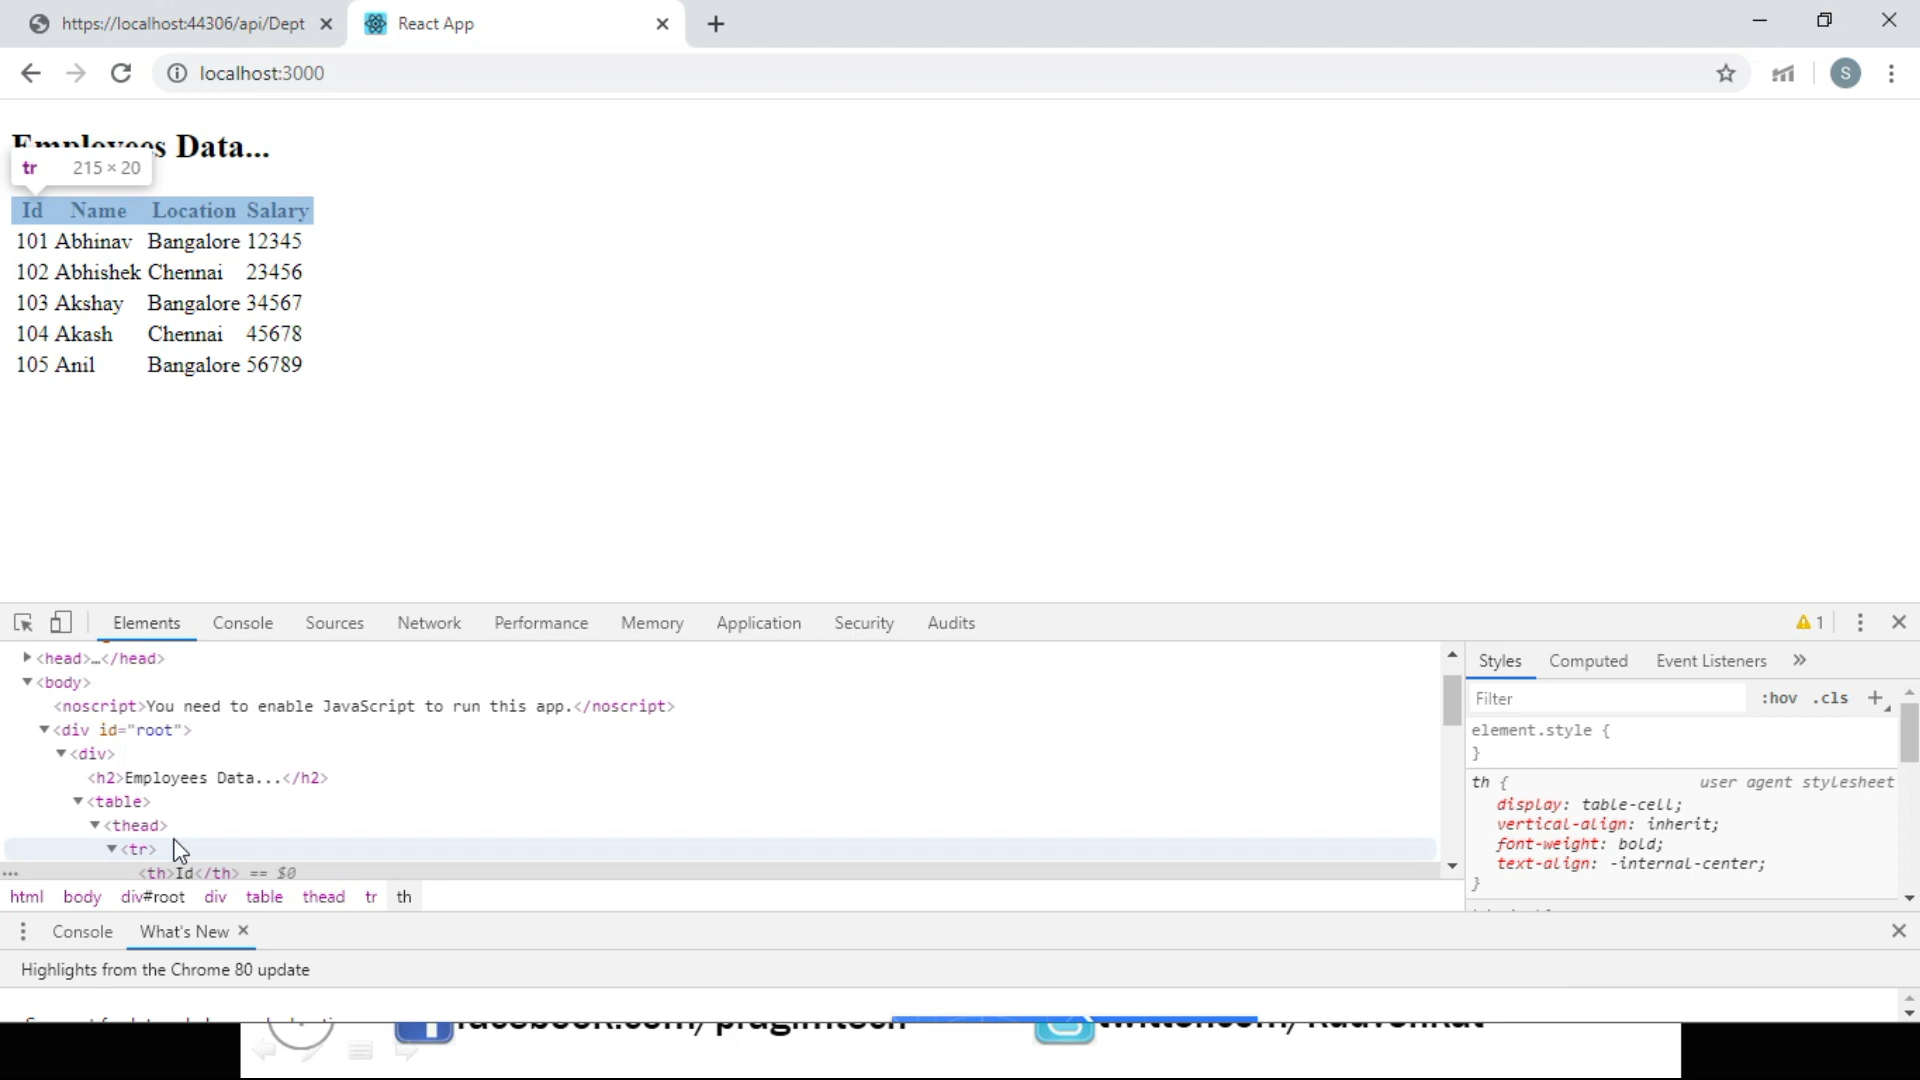 https://localhost:44306/api/Dept
React App
localhost:3000
S
Employees Data...
tr 215 × 20
Id Name Location Salary
101 Abhinav Bangalore 12345
102 Abhishek Chennai 23456
103 Akshay Bangalore 34567
104 Akash Chennai 45678
105 Anil Bangalore 56789
Elements Console Sources Network Performance Memory Application Security Audits 1
<head>…</head>
<body>
<noscript>You need to enable JavaScript to run this app.</noscript>
<div id="root">
<div>
<h2>Employees Data...</h2>
<table>
<thead>
<tr>
<th>Id</th> == $0
html body div#root div table thead tr th
Styles Computed Event Listeners »
Filter :hov .cls +
element.style {
}
th { user agent stylesheet
display: table-cell;
vertical-align: inherit;
font-weight: bold;
text-align: -internal-center;
}
Console What's New
Highlights from the Chrome 80 update
facebook.com/pragimtech